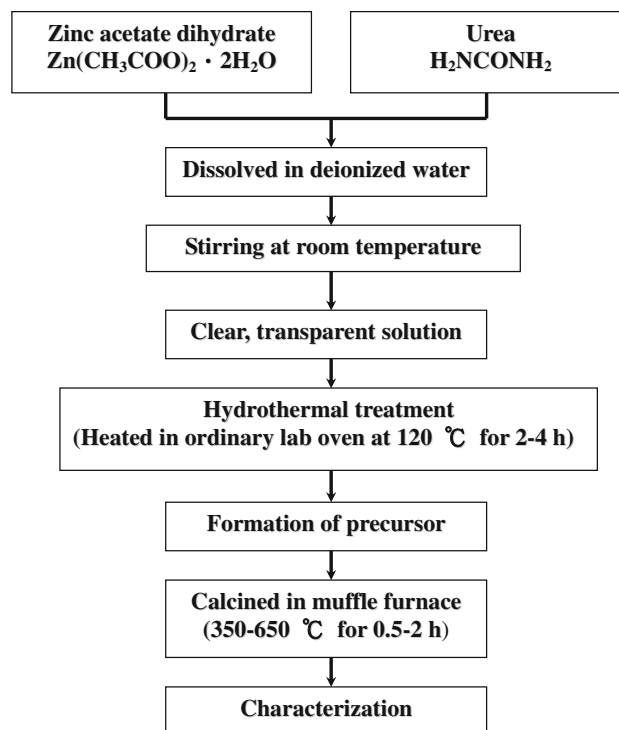 Zinc acetate dihydrate
Zn(CH₃COO)₂ · 2H₂O
Urea
H₂NCONH₂
Dissolved in deionized water
Stirring at room temperature
Clear, transparent solution
Hydrothermal treatment
(Heated in ordinary lab oven at 120 ℃ for 2-4 h)
Formation of precursor
Calcined in muffle furnace
(350-650 ℃ for 0.5-2 h)
Characterization